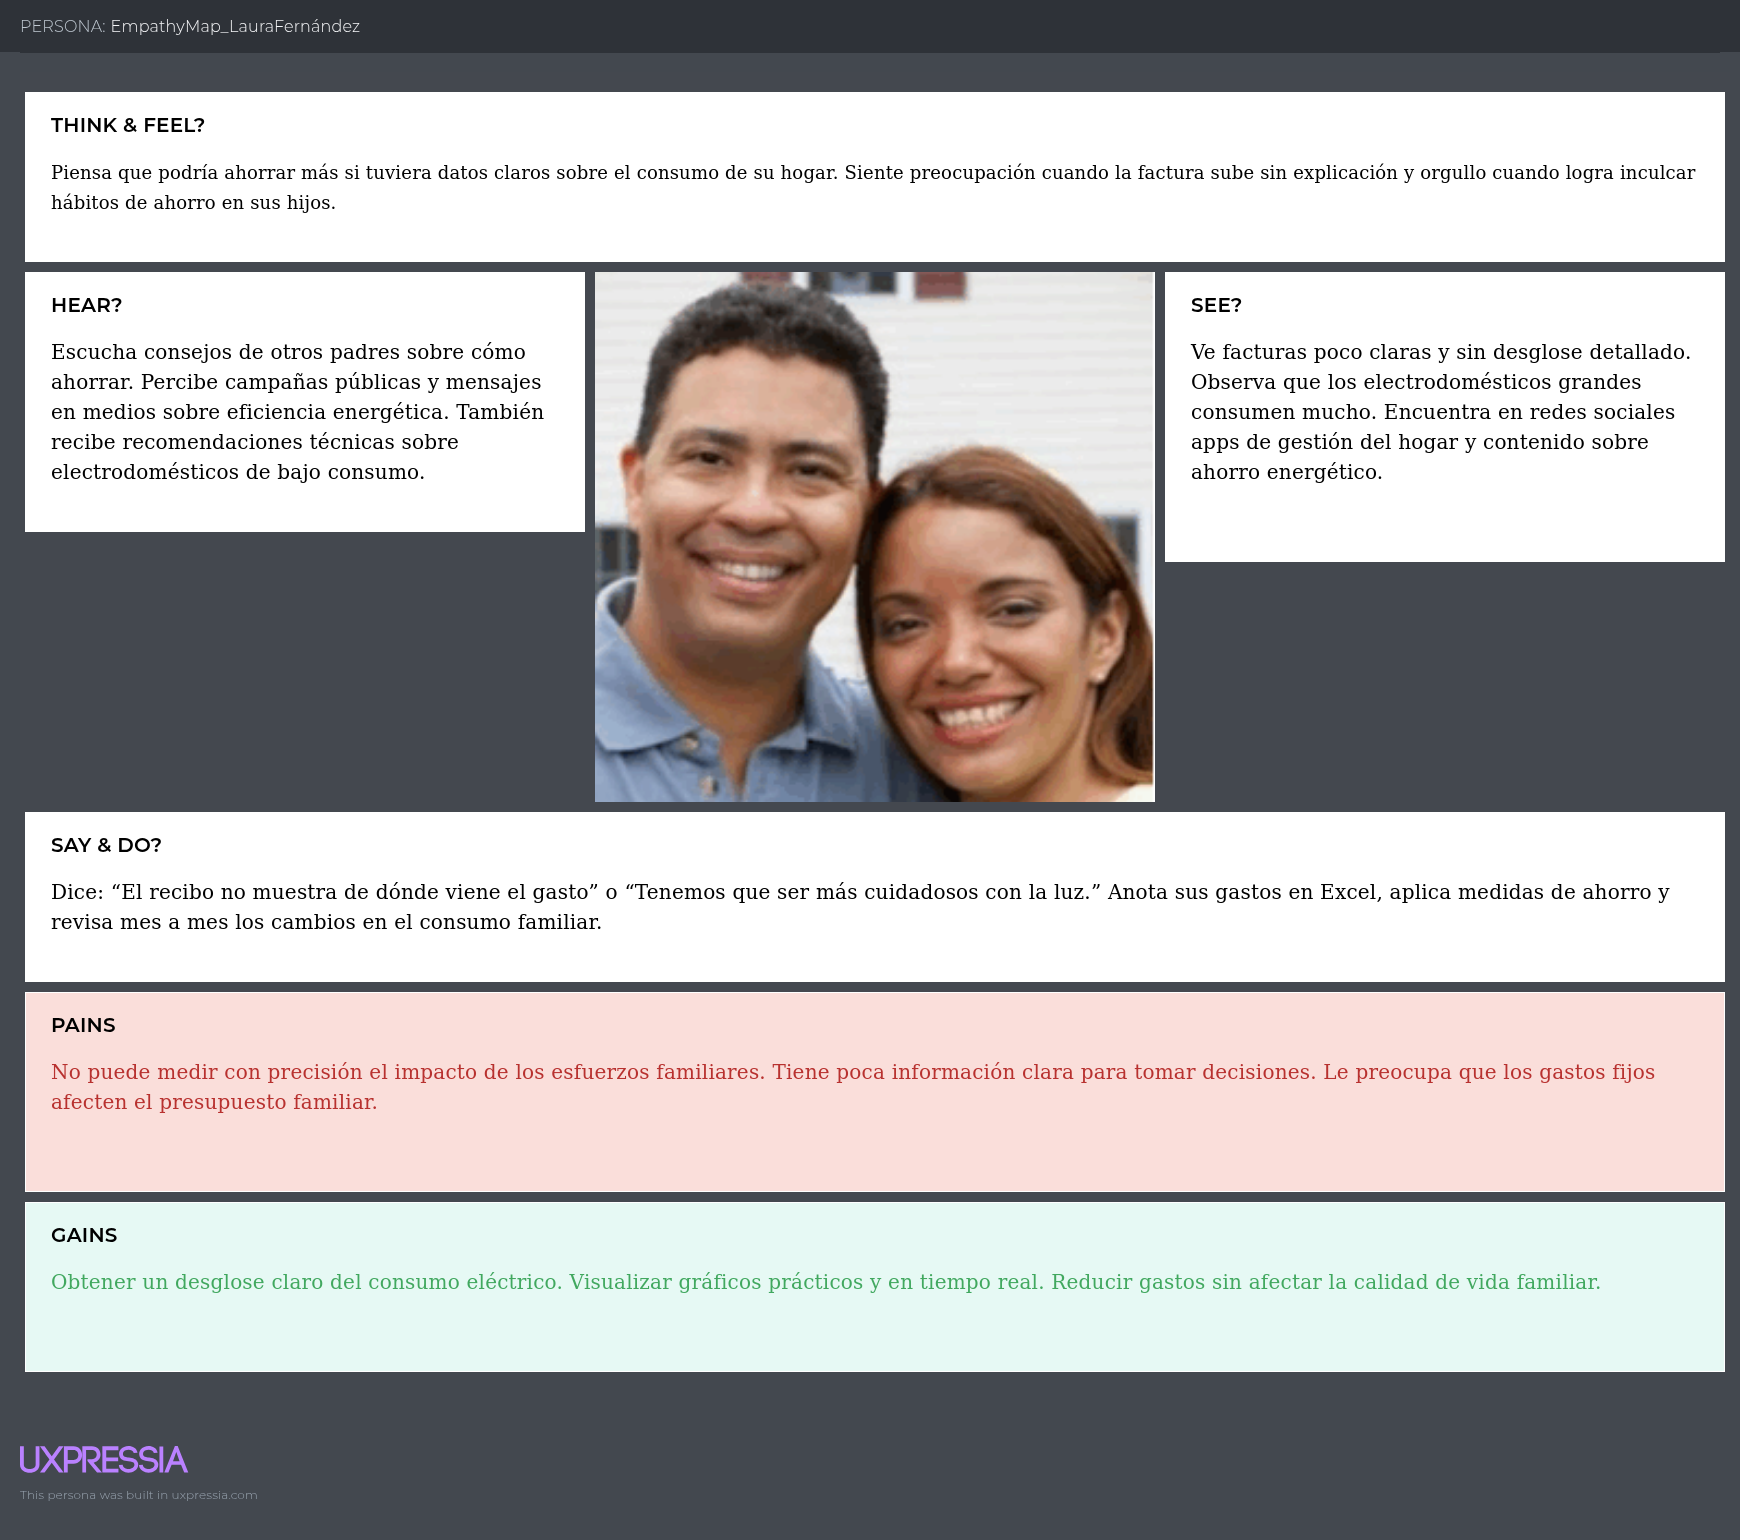 PERSONA: EmpathyMap_LauraFernández
THINK & FEEL?
Piensa que podría ahorrar más si tuviera datos claros sobre el consumo de su hogar. Siente preocupación cuando la factura sube sin explicación y orgullo cuando logra inculcar
hábitos de ahorro en sus hijos.
HEAR?
Escucha consejos de otros padres sobre cómo
ahorrar. Percibe campañas públicas y mensajes
en medios sobre eficiencia energética. También
recibe recomendaciones técnicas sobre
electrodomésticos de bajo consumo.
SEE?
Ve facturas poco claras y sin desglose detallado.
Observa que los electrodomésticos grandes
consumen mucho. Encuentra en redes sociales
apps de gestión del hogar y contenido sobre
ahorro energético.
SAY & DO?
Dice: “El recibo no muestra de dónde viene el gasto” o “Tenemos que ser más cuidadosos con la luz.” Anota sus gastos en Excel, aplica medidas de ahorro y
revisa mes a mes los cambios en el consumo familiar.
PAINS
No puede medir con precisión el impacto de los esfuerzos familiares. Tiene poca información clara para tomar decisiones. Le preocupa que los gastos fijos
afecten el presupuesto familiar.
GAINS
Obtener un desglose claro del consumo eléctrico. Visualizar gráficos prácticos y en tiempo real. Reducir gastos sin afectar la calidad de vida familiar.
UXPRESSIA
This persona was built in uxpressia.com